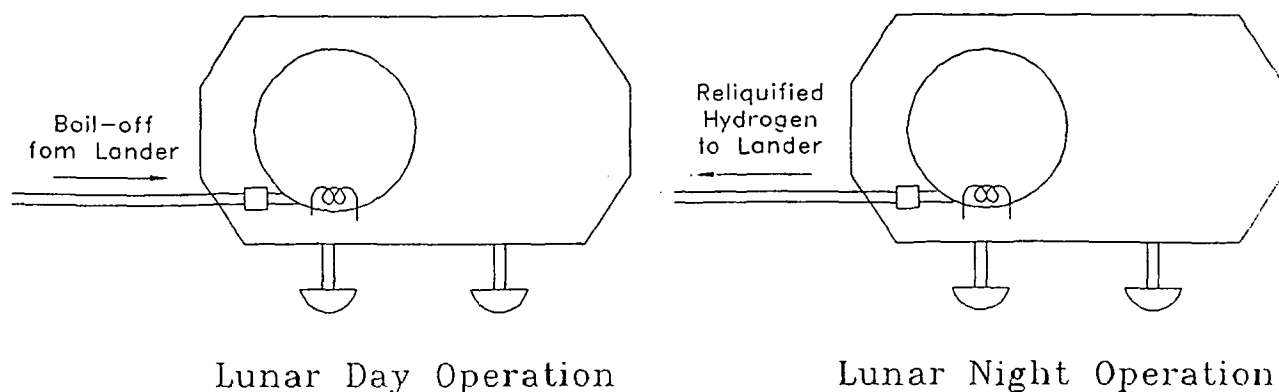 Boil-off
fom Lander
Reliquified
Hydrogen
to Lander
Lunar Day Operation
Lunar Night Operation